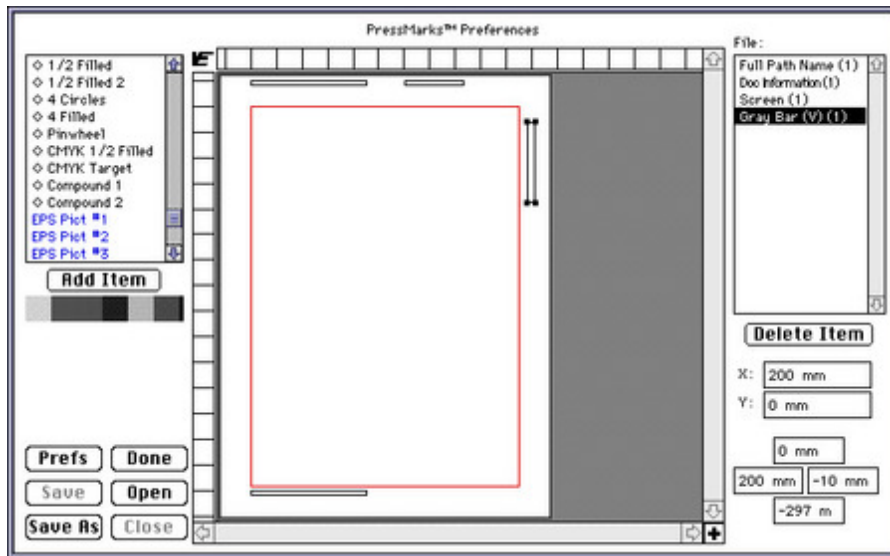 PressMarks™ Preferences
◇ 1/2 Filled
◇ 1/2 Filled 2
◇ 4 Circles
◇ 4 Filled
◇ Pinwheel
◇ CMYK 1/2 Filled
◇ CMYK Target
◇ Compound 1
◇ Compound 2
EPS Pict #1
EPS Pict #2
EPS Pict #3
Add Item
Prefs
Done
Save
Open
Save As
Close
File:
Full Path Name (1)
Doc Information (1)
Screen (1)
Gray Bar (V) (1)
Delete Item
X: 200 mm
Y: 0 mm
0 mm
200 mm
-10 mm
-297 m